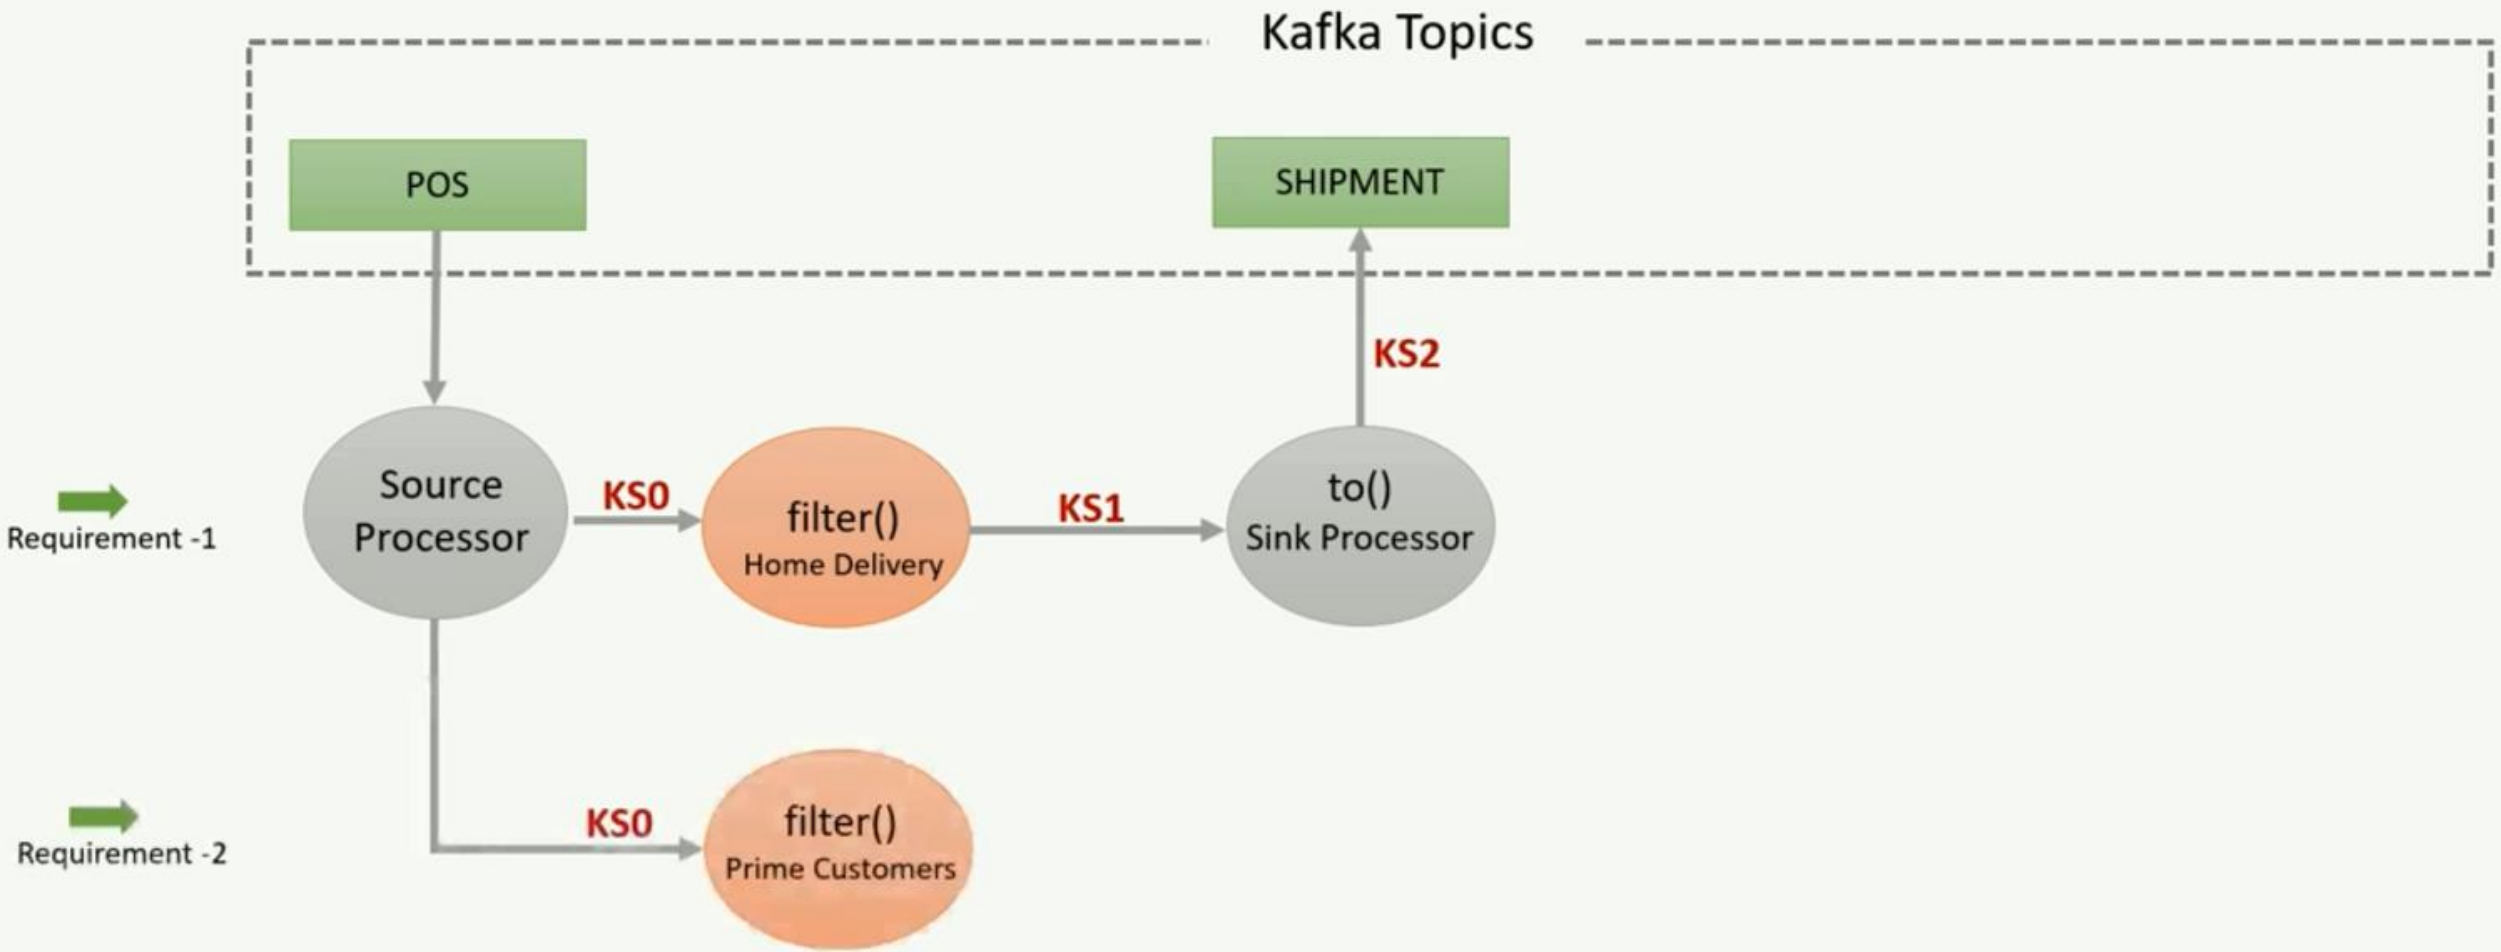 Kafka Topics
POS
SHIPMENT
KS2
Source
Processor
KS0
filter()
Home Delivery
KS1
to()
Sink Processor
Requirement -1
KS0
filter()
Prime Customers
Requirement -2